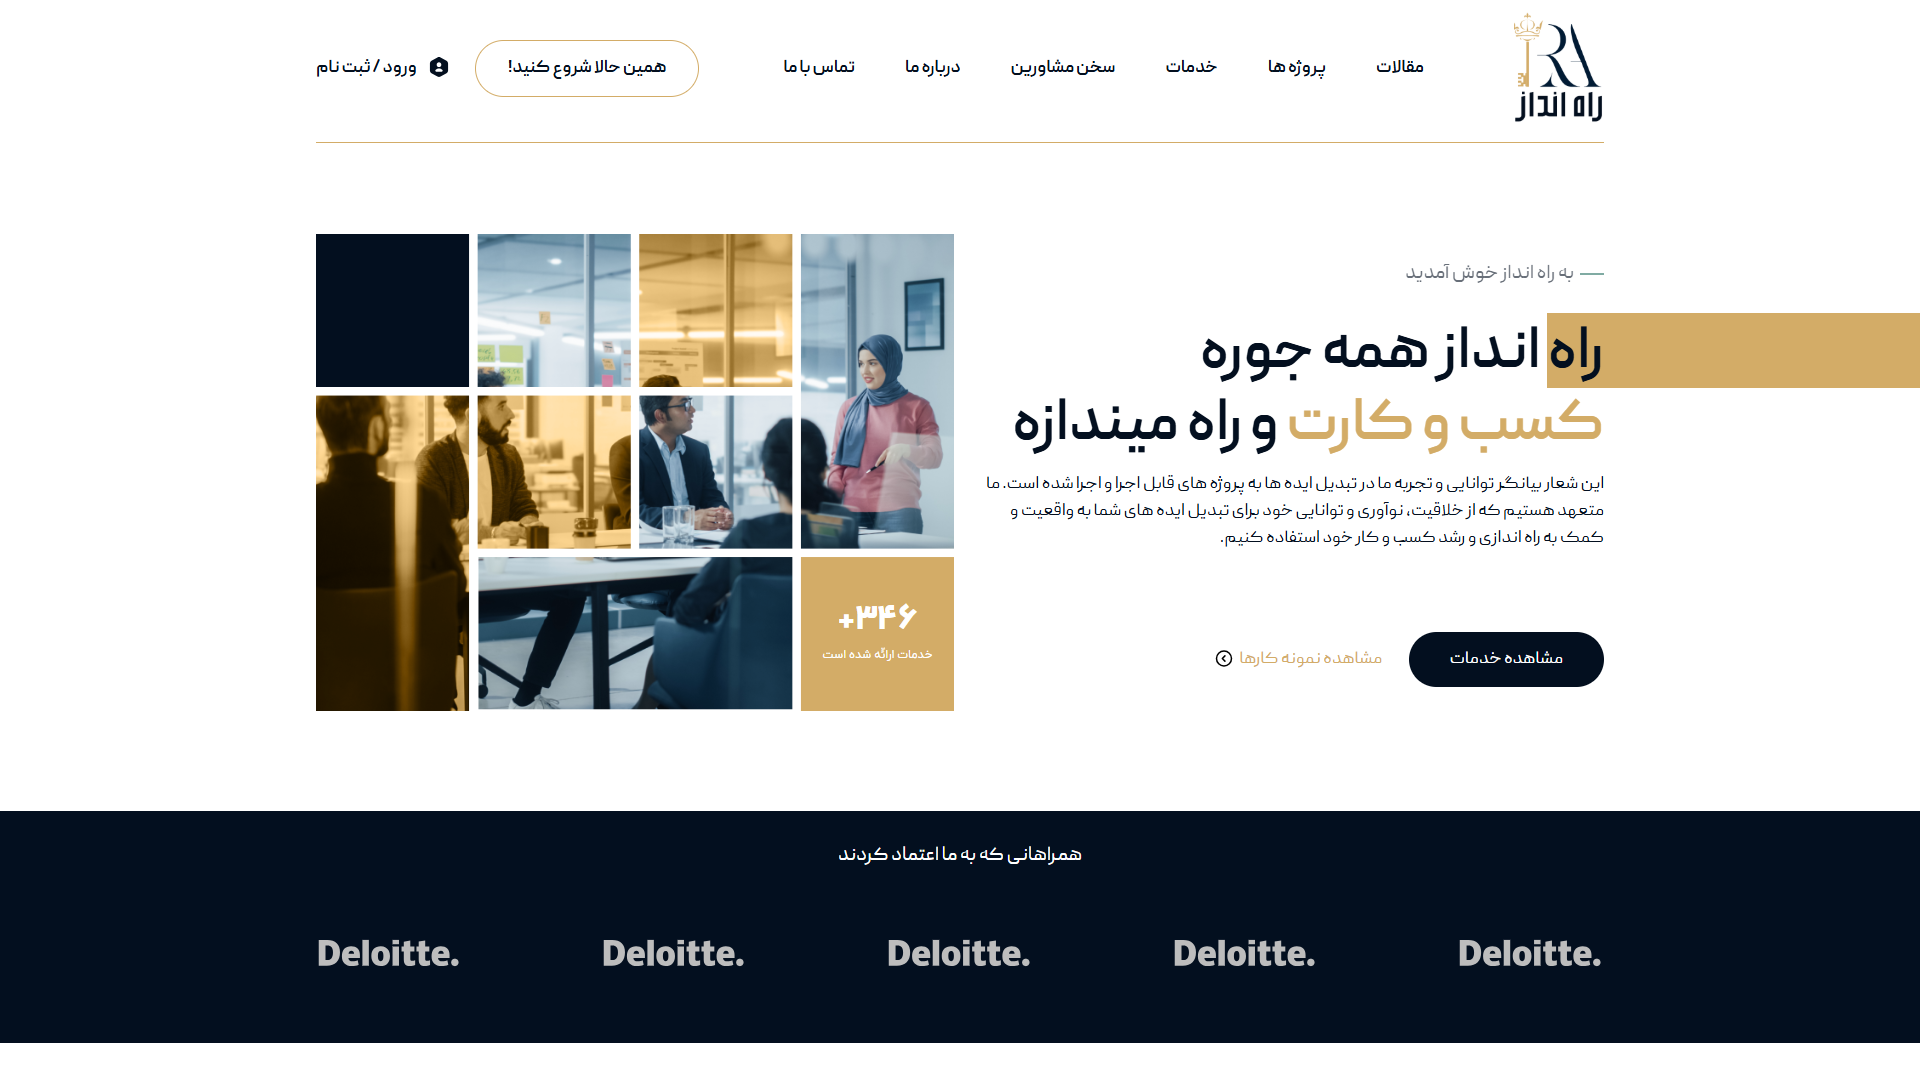 RA
راه انداز
مقالات
پروژه ها
خدمات
سخن مشاورین
درباره ما
تماس با ما
همین حالا شروع کنید!
ورود / ثبت نام
به راه انداز خوش آمدید
راه انداز همه جوره
کسب و کارت و راه میندازه
این شعار بیانگر توانایی و تجربه ما در تبدیل ایده ها به پروژه های قابل اجرا و اجرا شده است. ما
متعهد هستیم که از خلاقیت، نوآوری و توانایی خود برای تبدیل ایده های شما به واقعیت و
کمک به راه اندازی و رشد کسب و کار خود استفاده کنیم.
مشاهده خدمات
مشاهده نمونه کارها
۳۴۶+
خدمات ارائه شده است
همراهانی که به ما اعتماد کردند
Deloitte.
Deloitte.
Deloitte.
Deloitte.
Deloitte.